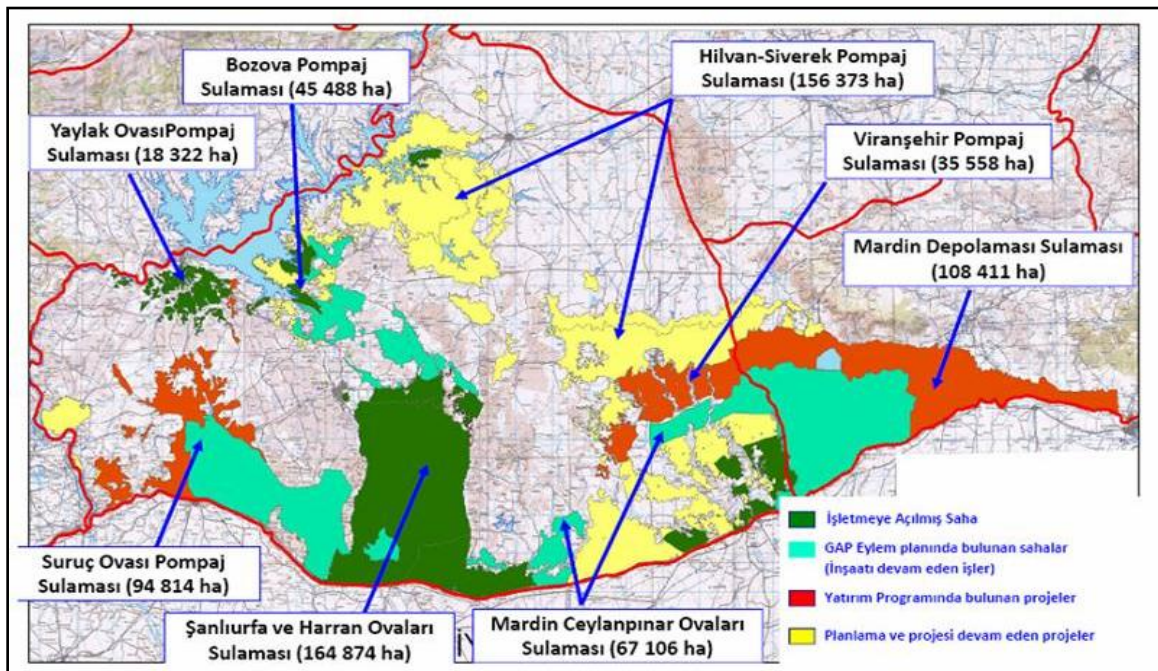 Bozova Pompaj
Sulaması (45 488 ha)
Hilvan-Siverek Pompaj
Sulaması (156 373 ha)
Yaylak OvasıPompaj
Sulaması (18 322 ha)
Viranşehir Pompaj
Sulaması (35 558 ha)
Mardin Depolaması Sulaması
(108 411 ha)
Suruç Ovası Pompaj
Sulaması (94 814 ha)
Şanlıurfa ve Harran Ovaları
Sulaması (164 874 ha)
Mardin Ceylanpınar Ovaları
Sulaması (67 106 ha)
İşletmeye Açılmış Saha
GAP Eylem planında bulunan sahalar
(İnşaatı devam eden işler)
Yatırım Programında bulunan projeler
Planlama ve projesi devam eden projeler